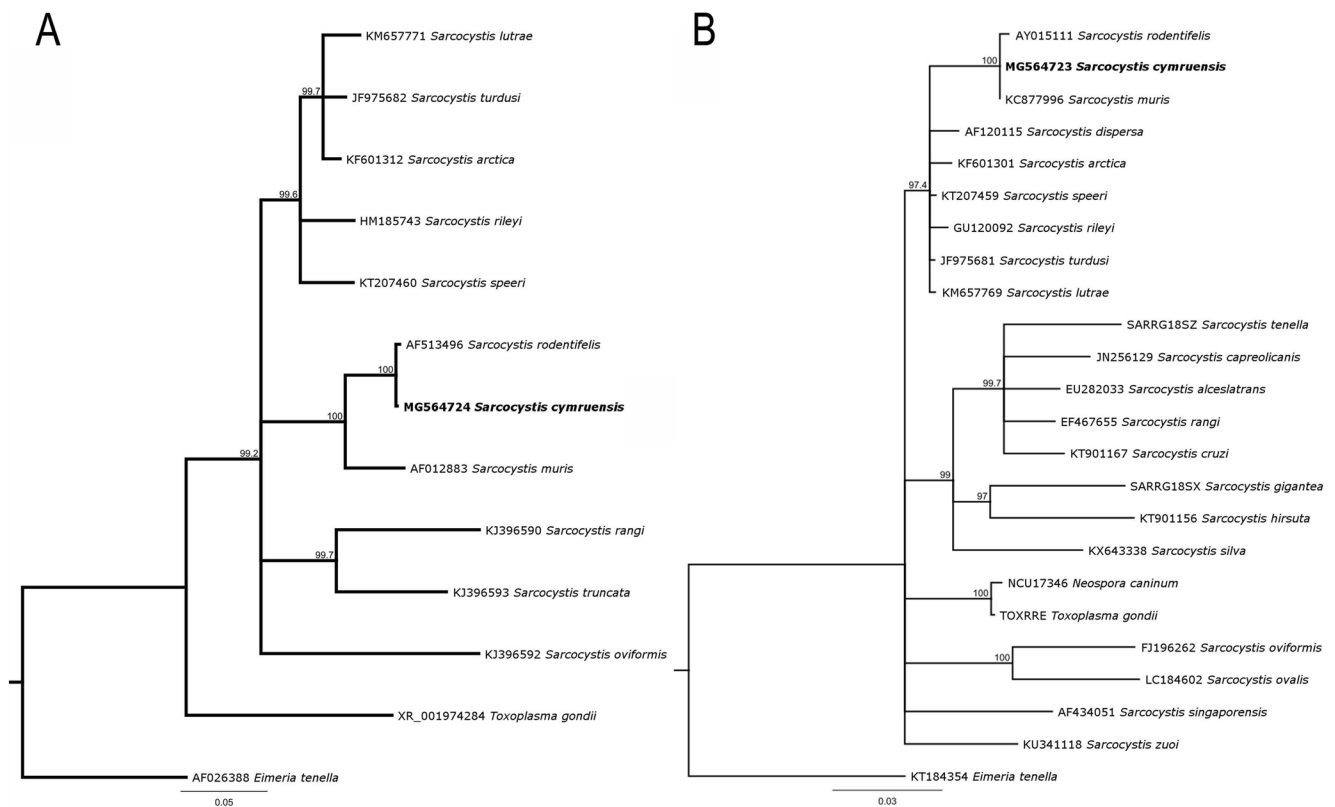 A
KM657771 Sarcocystis lutrae
99.7
JF975682 Sarcocystis turdusi
KF601312 Sarcocystis arctica
99.6
HM185743 Sarcocystis rileyi
KT207460 Sarcocystis speeri
AF513496 Sarcocystis rodentifelis
100
MG564724 Sarcocystis cymruensis
100
99.2
AF012883 Sarcocystis muris
KJ396590 Sarcocystis rangi
99.7
KJ396593 Sarcocystis truncata
KJ396592 Sarcocystis oviformis
XR_001974284 Toxoplasma gondii
AF026388 Eimeria tenella
0.05
B
AY015111 Sarcocystis rodentifelis
100
MG564723 Sarcocystis cymruensis
KC877996 Sarcocystis muris
AF120115 Sarcocystis dispersa
KF601301 Sarcocystis arctica
97.4
KT207459 Sarcocystis speeri
GU120092 Sarcocystis rileyi
JF975681 Sarcocystis turdusi
KM657769 Sarcocystis lutrae
SARRG18SZ Sarcocystis tenella
JN256129 Sarcocystis capreolicanis
99.7
EU282033 Sarcocystis alceslatrans
EF467655 Sarcocystis rangi
KT901167 Sarcocystis cruzi
99
SARRG18SX Sarcocystis gigantea
97
KT901156 Sarcocystis hirsuta
KX643338 Sarcocystis silva
NCU17346 Neospora caninum
100
TOXRRE Toxoplasma gondii
FJ196262 Sarcocystis oviformis
100
LC184602 Sarcocystis ovalis
AF434051 Sarcocystis singaporensis
KU341118 Sarcocystis zuoi
KT184354 Eimeria tenella
0.03